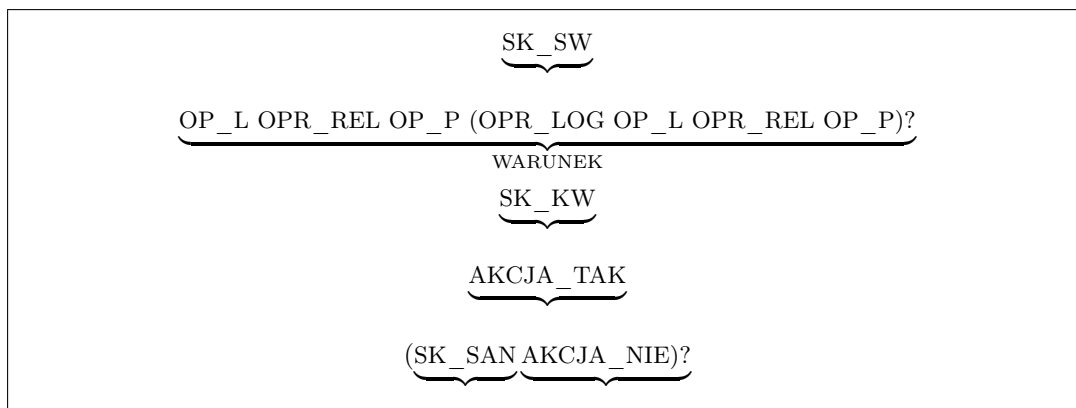 SK_SW
OP_L OPR_REL OP_P (OPR_LOG OP_L OPR_REL OP_P)?
WARUNEK
SK_KW
AKCJA_TAK
(SK_SAN AKCJA_NIE)?